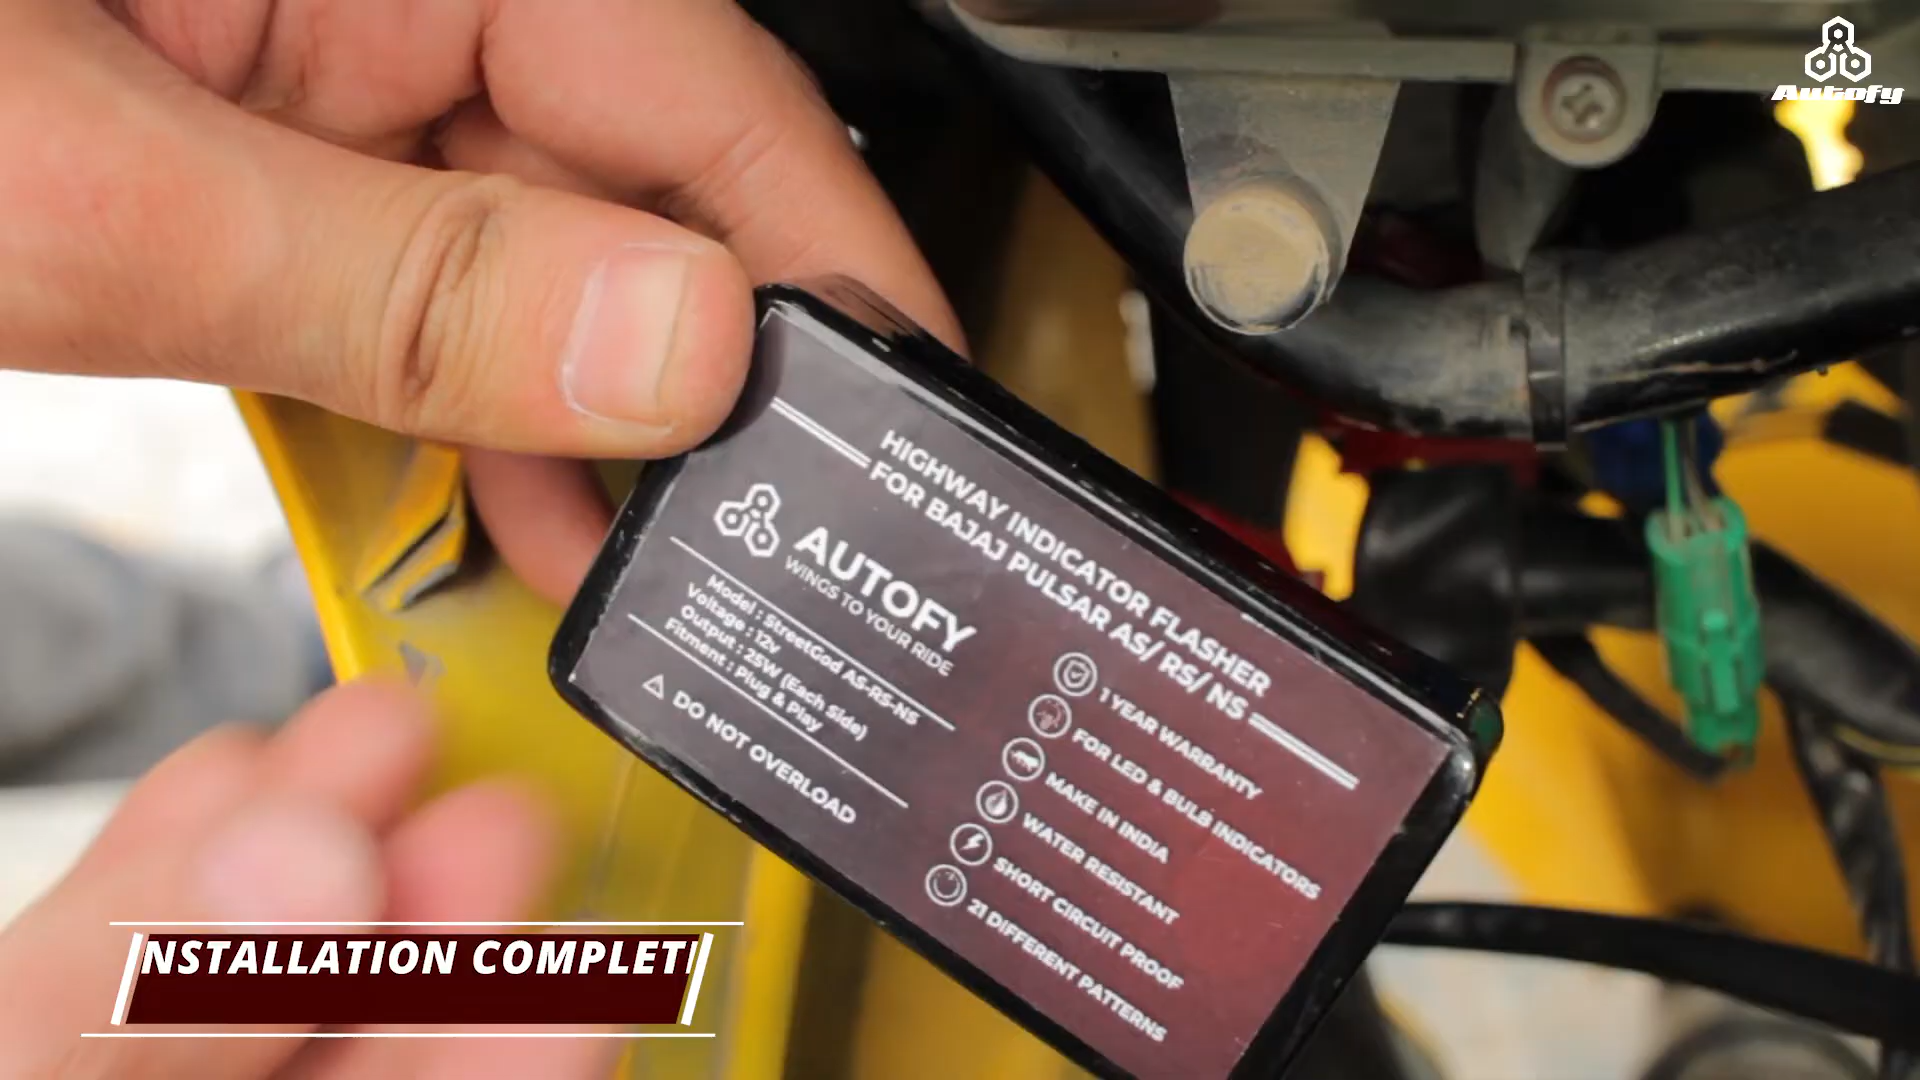 Autofy
HIGHWAY INDICATOR FLASHER
FOR BAJAJ PULSAR AS/ RS/ NS
AUTOFY
WINGS TO YOUR RIDE
Model : StreetGod AS-RS-NS
Voltage : 12v
Output : 25W (Each Side)
Fitment : Plug & Play
DO NOT OVERLOAD
1 YEAR WARRANTY
FOR LED & BULB INDICATORS
MAKE IN INDIA
WATER RESISTANT
SHORT CIRCUIT PROOF
21 DIFFERENT PATTERNS
NSTALLATION COMPLET